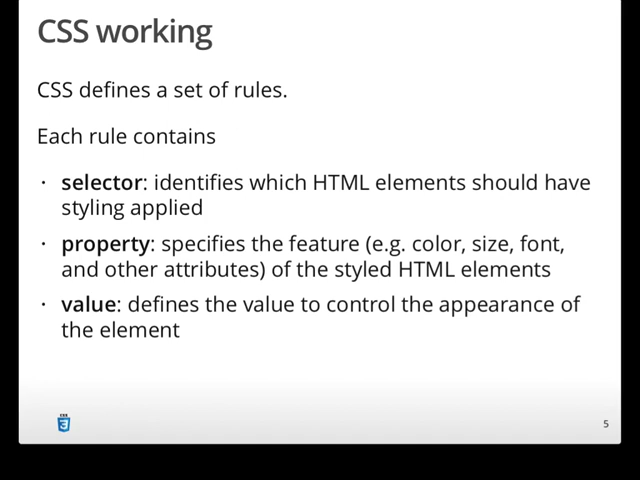 CSS working
CSS defines a set of rules.
Each rule contains
· selector: identifies which HTML elements should have
styling applied
· property: specifies the feature (e.g. color, size, font,
and other attributes) of the styled HTML elements
· value: defines the value to control the appearance of
the element
CSS
3
5